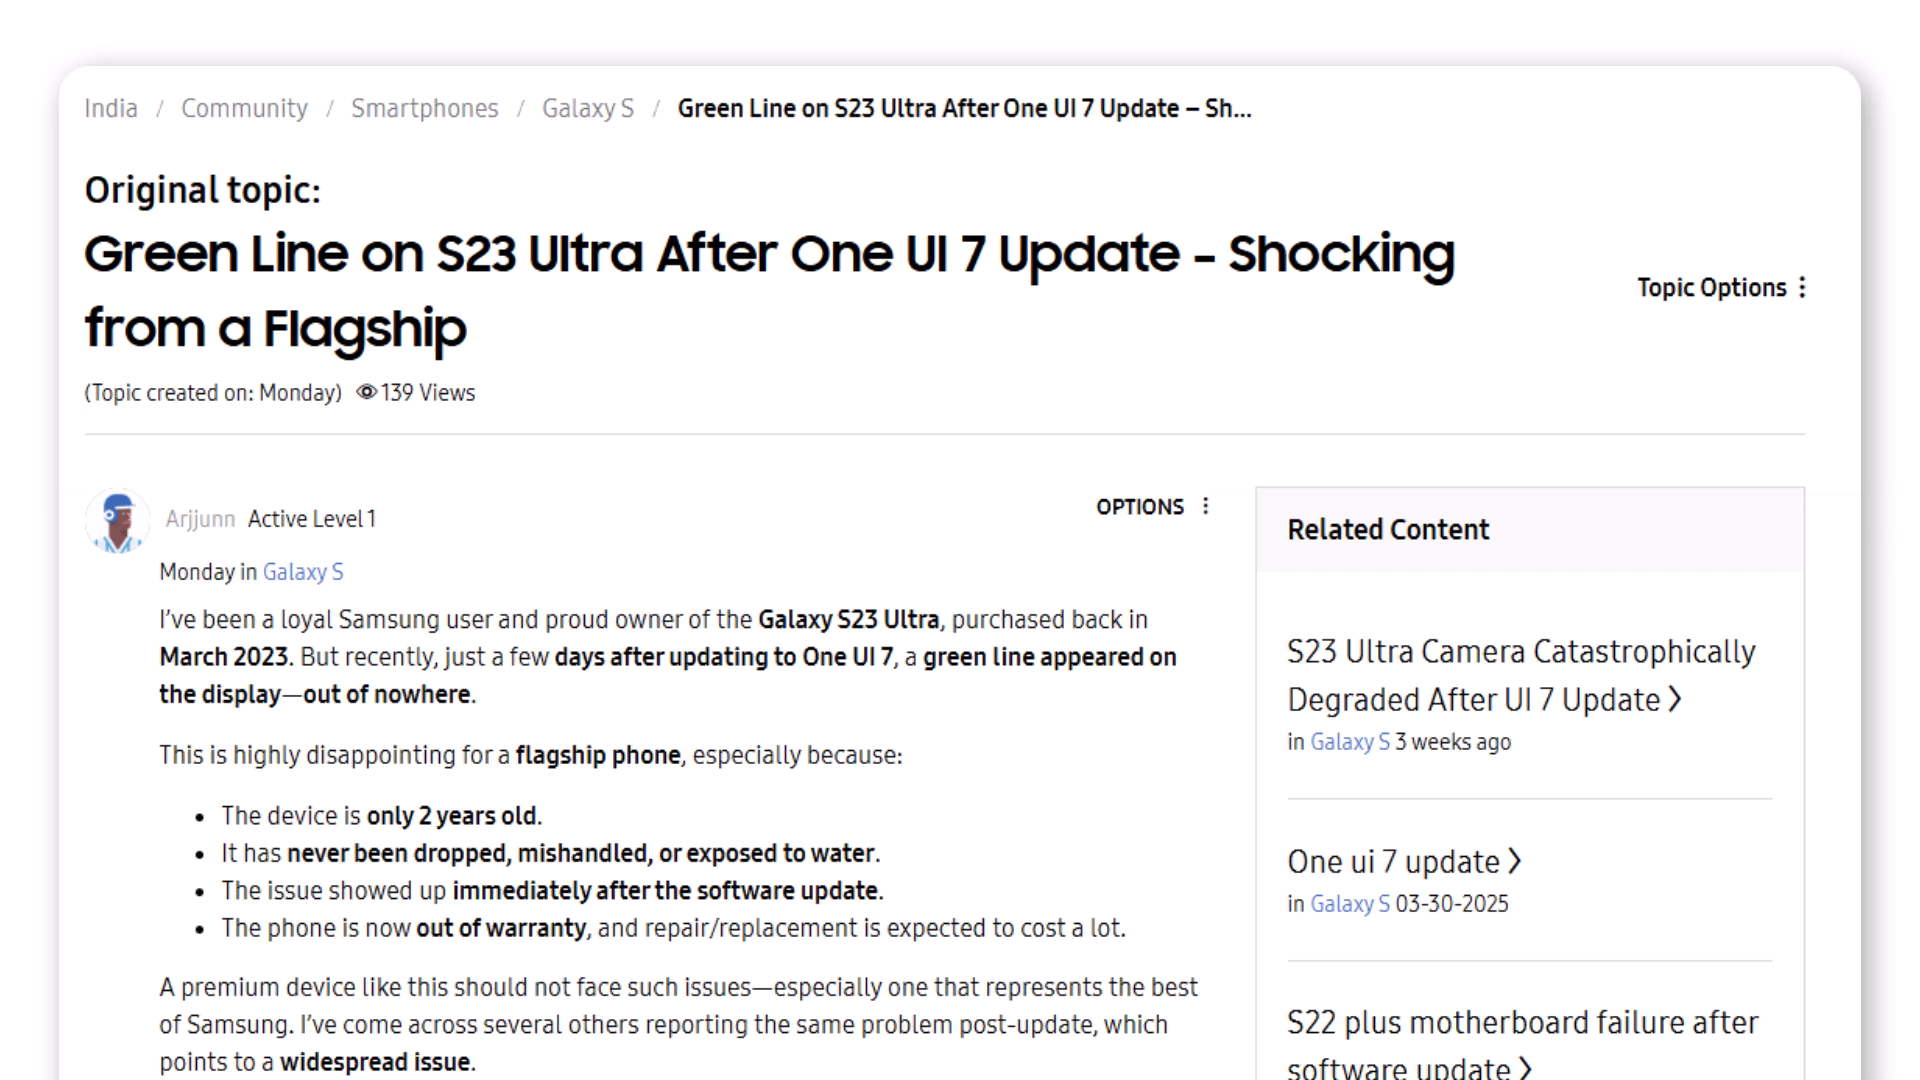 India / Community / Smartphones / Galaxy S / Green Line on S23 Ultra After One UI 7 Update – Sh...
Original topic:
Green Line on S23 Ultra After One UI 7 Update – Shocking
from a Flagship
Topic Options
(Topic created on: Monday) 139 Views
Arjjunn Active Level 1
OPTIONS
Monday in Galaxy S
I’ve been a loyal Samsung user and proud owner of the Galaxy S23 Ultra, purchased back in
March 2023. But recently, just a few days after updating to One UI 7, a green line appeared on
the display—out of nowhere.
This is highly disappointing for a flagship phone, especially because:
• The device is only 2 years old.
• It has never been dropped, mishandled, or exposed to water.
• The issue showed up immediately after the software update.
• The phone is now out of warranty, and repair/replacement is expected to cost a lot.
A premium device like this should not face such issues—especially one that represents the best
of Samsung. I’ve come across several others reporting the same problem post-update, which
points to a widespread issue.
Related Content
S23 Ultra Camera Catastrophically
Degraded After UI 7 Update
in Galaxy S 3 weeks ago
One ui 7 update
in Galaxy S 03-30-2025
S22 plus motherboard failure after
software update